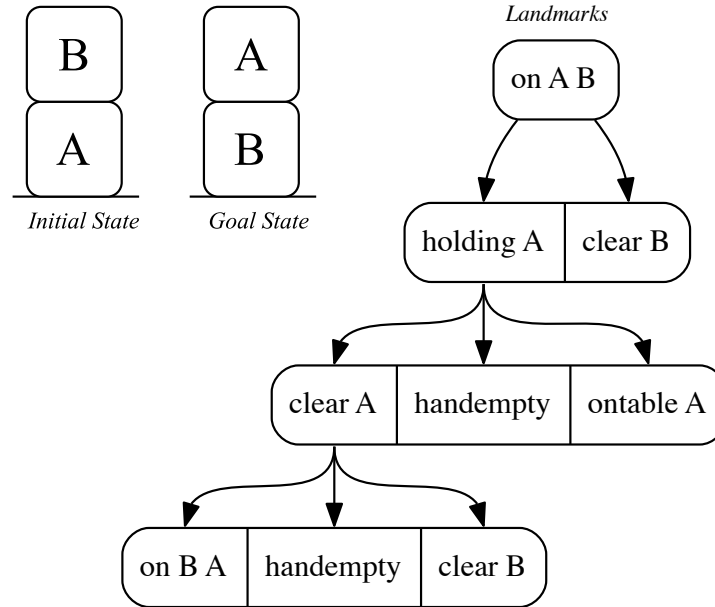 B
A
Initial State
A
B
Goal State
Landmarks
on A B
holding A
clear B
clear A
handempty
ontable A
on B A
handempty
clear B